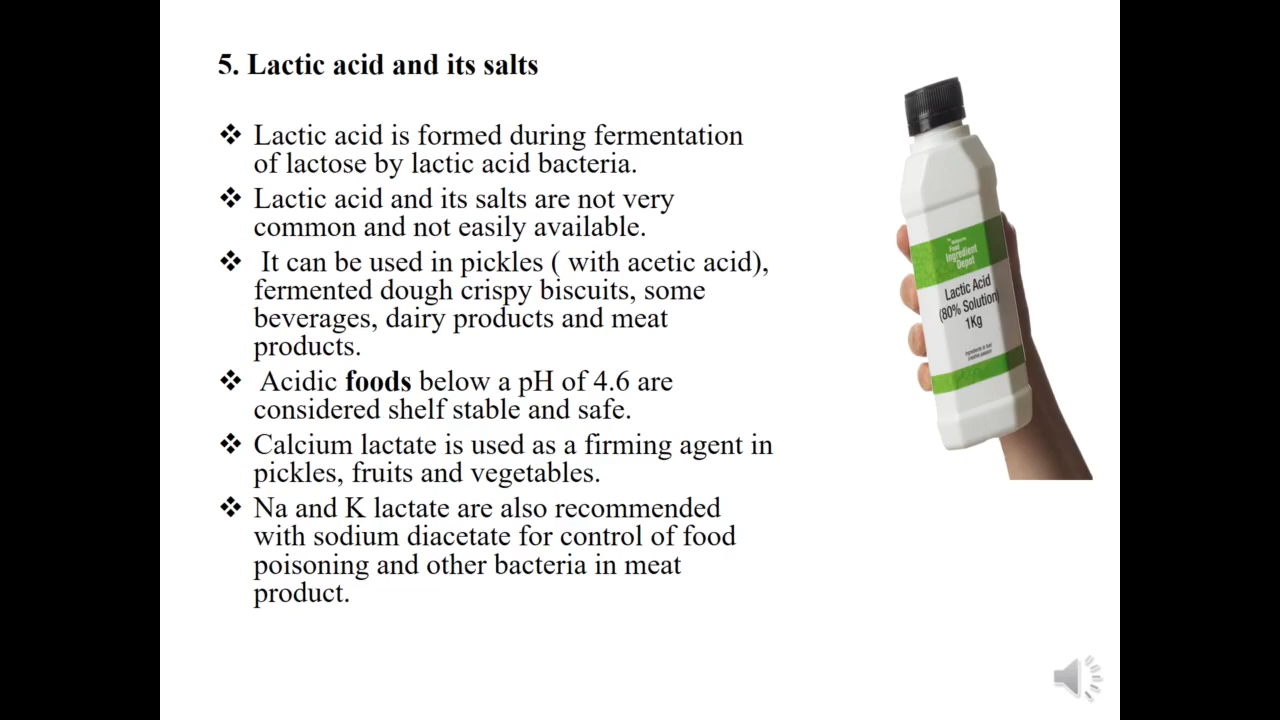 5. Lactic acid and its salts
❖ Lactic acid is formed during fermentation
of lactose by lactic acid bacteria.
❖ Lactic acid and its salts are not very
common and not easily available.
❖ It can be used in pickles ( with acetic acid),
fermented dough crispy biscuits, some
beverages, dairy products and meat
products.
❖ Acidic foods below a pH of 4.6 are
considered shelf stable and safe.
❖ Calcium lactate is used as a firming agent in
pickles, fruits and vegetables.
❖ Na and K lactate are also recommended
with sodium diacetate for control of food
poisoning and other bacteria in meat
product.
Food
Ingredient
Depot
Lactic Acid
(80% Solution)
1Kg